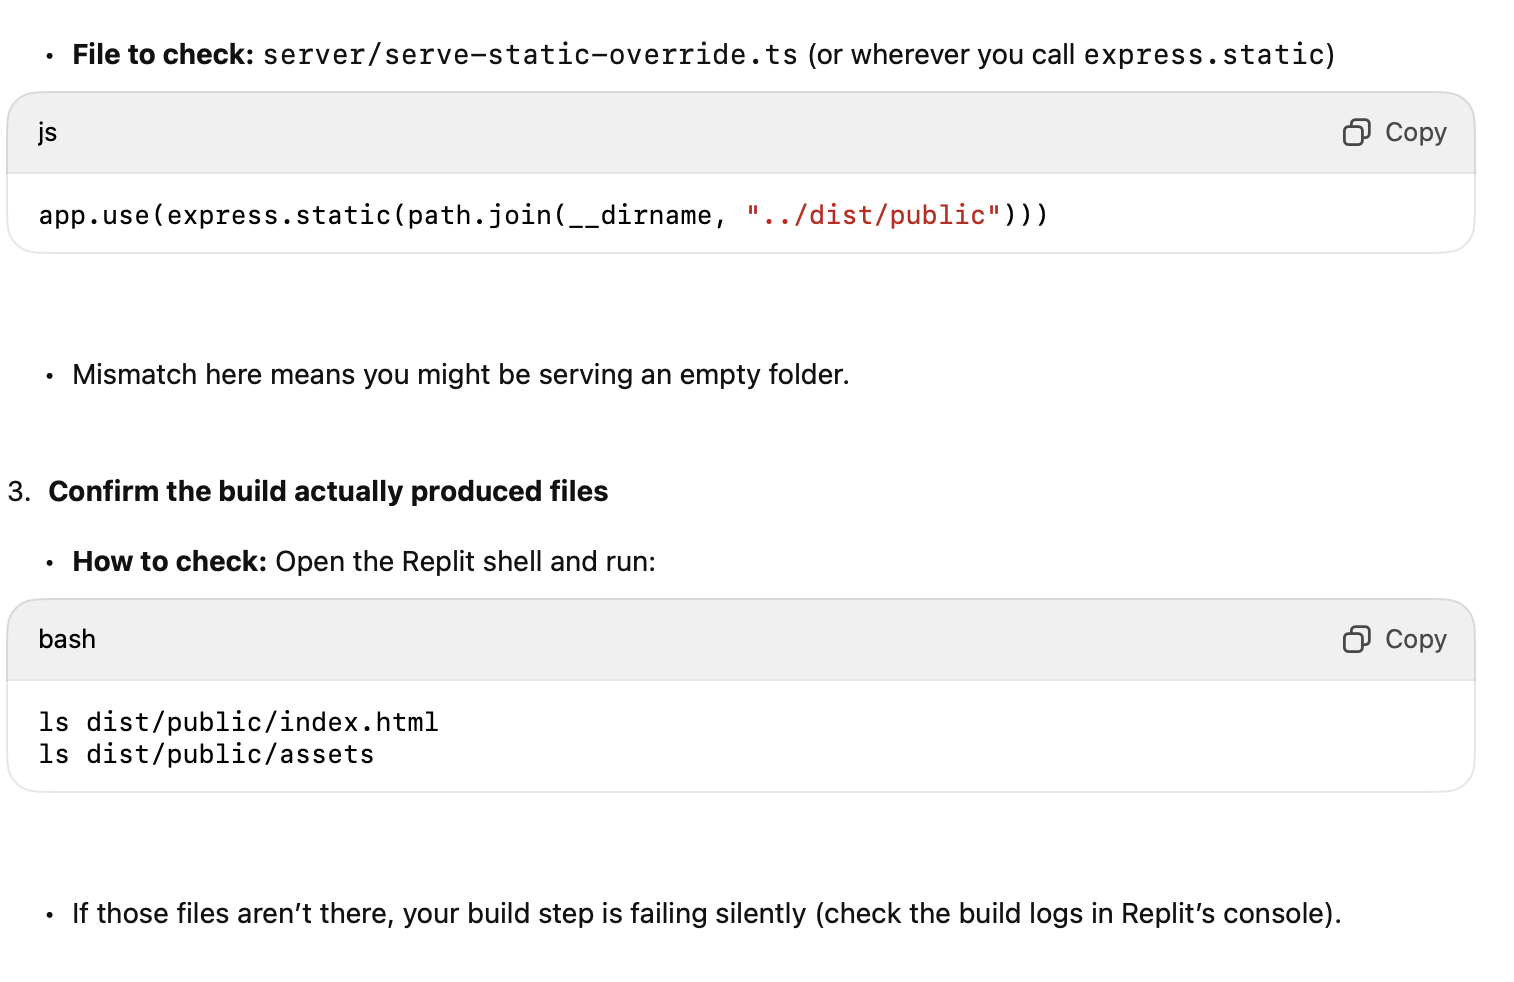 • File to check: server/serve-static-override.ts (or wherever you call express.static)
js
Copy
app.use(express.static(path.join(__dirname, "../dist/public")))
• Mismatch here means you might be serving an empty folder.
3. Confirm the build actually produced files
• How to check: Open the Replit shell and run:
bash
Copy
ls dist/public/index.html
ls dist/public/assets
• If those files aren’t there, your build step is failing silently (check the build logs in Replit’s console).